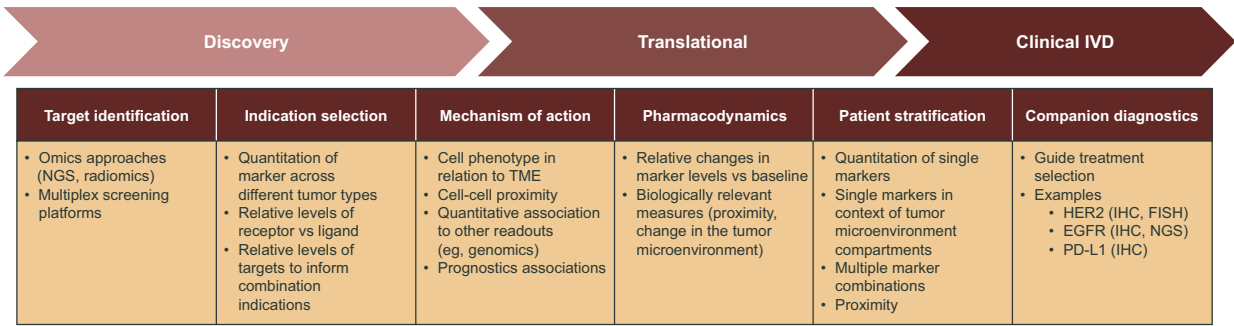 Discovery
Translational
Clinical IVD
Target identification
Indication selection
Mechanism of action
Pharmacodynamics
Patient stratification
Companion diagnostics
• Omics approaches
(NGS, radiomics)
• Multiplex screening
platforms
• Quantitation of
marker across
different tumor types
• Relative levels of
receptor vs ligand
• Relative levels of
targets to inform
combination
indications
• Cell phenotype in
relation to TME
• Cell-cell proximity
• Quantitative association
to other readouts
(eg, genomics)
• Prognostics associations
• Relative changes in
marker levels vs baseline
• Biologically relevant
measures (proximity,
change in the tumor
microenvironment)
• Quantitation of single
markers
• Single markers in
context of tumor
microenvironment
compartments
• Multiple marker
combinations
• Proximity
• Guide treatment
selection
• Examples
• HER2 (IHC, FISH)
• EGFR (IHC, NGS)
• PD-L1 (IHC)